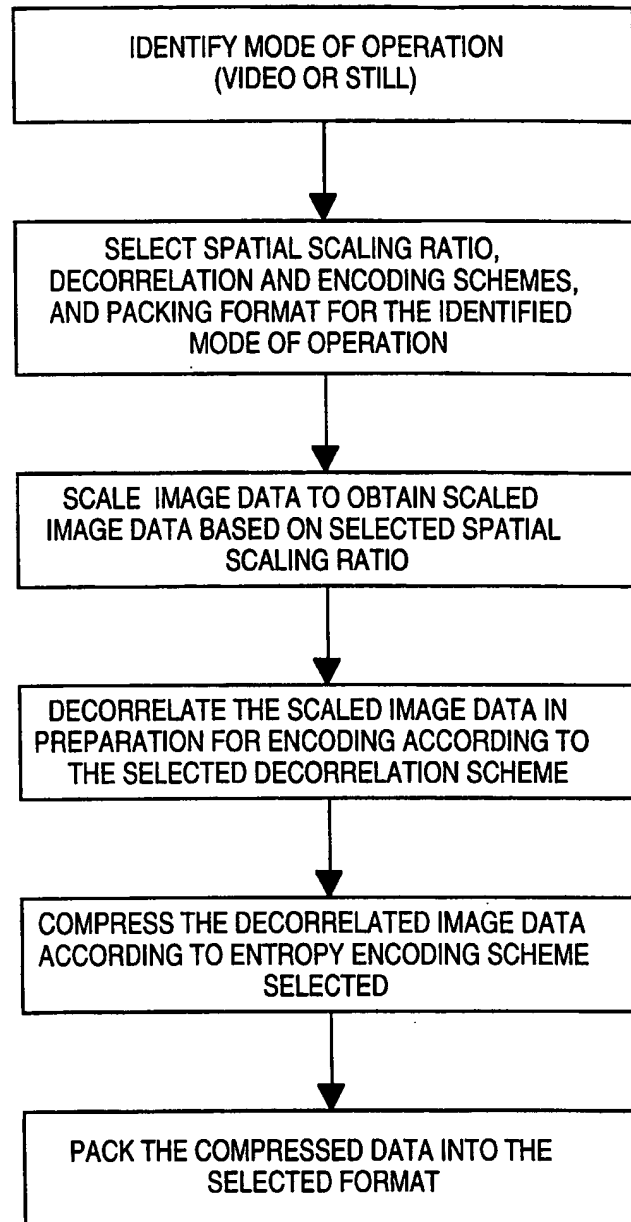 IDENTIFY MODE OF OPERATION
(VIDEO OR STILL)
SELECT SPATIAL SCALING RATIO,
DECORRELATION AND ENCODING SCHEMES,
AND PACKING FORMAT FOR THE IDENTIFIED
MODE OF OPERATION
SCALE IMAGE DATA TO OBTAIN SCALED
IMAGE DATA BASED ON SELECTED SPATIAL
SCALING RATIO
DECORRELATE THE SCALED IMAGE DATA IN
PREPARATION FOR ENCODING ACCORDING TO
THE SELECTED DECORRELATION SCHEME
COMPRESS THE DECORRELATED IMAGE DATA
ACCORDING TO ENTROPY ENCODING SCHEME
SELECTED
PACK THE COMPRESSED DATA INTO THE
SELECTED FORMAT